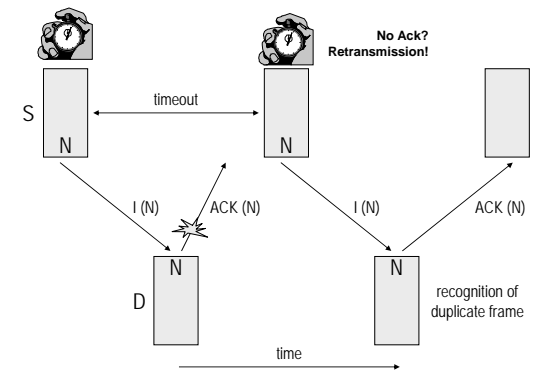 No Ack?
Retransmission!
S
timeout
N
N
I (N)
ACK (N)
I (N)
ACK (N)
N
N
D
recognition of
duplicate frame
time